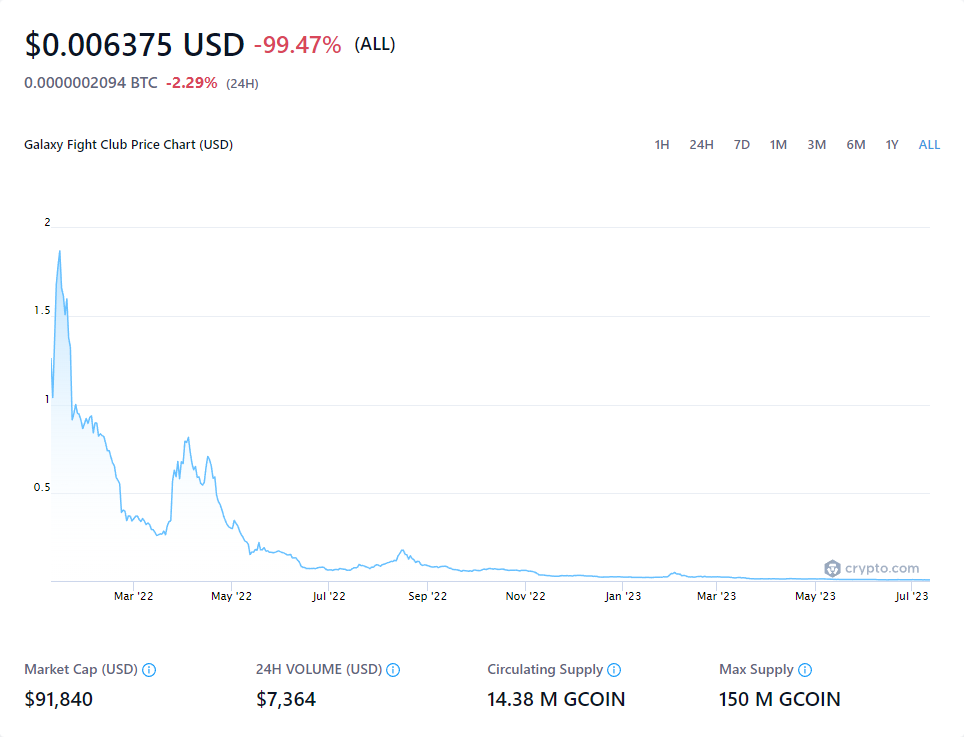 $0.006375 USD -99.47% (ALL)
0.0000002094 BTC -2.29% (24H)
Galaxy Fight Club Price Chart (USD) 1H 24H 7D 1M 3M 6M 1Y ALL
2
1.5
1
0.5
crypto.com
Mar '22 May '22 Jul '22 Sep '22 Nov '22 Jan '23 Mar '23 May '23 Jul '23
Market Cap (USD) 24H VOLUME (USD) Circulating Supply Max Supply
$91,840 $7,364 14.38 M GCOIN 150 M GCOIN